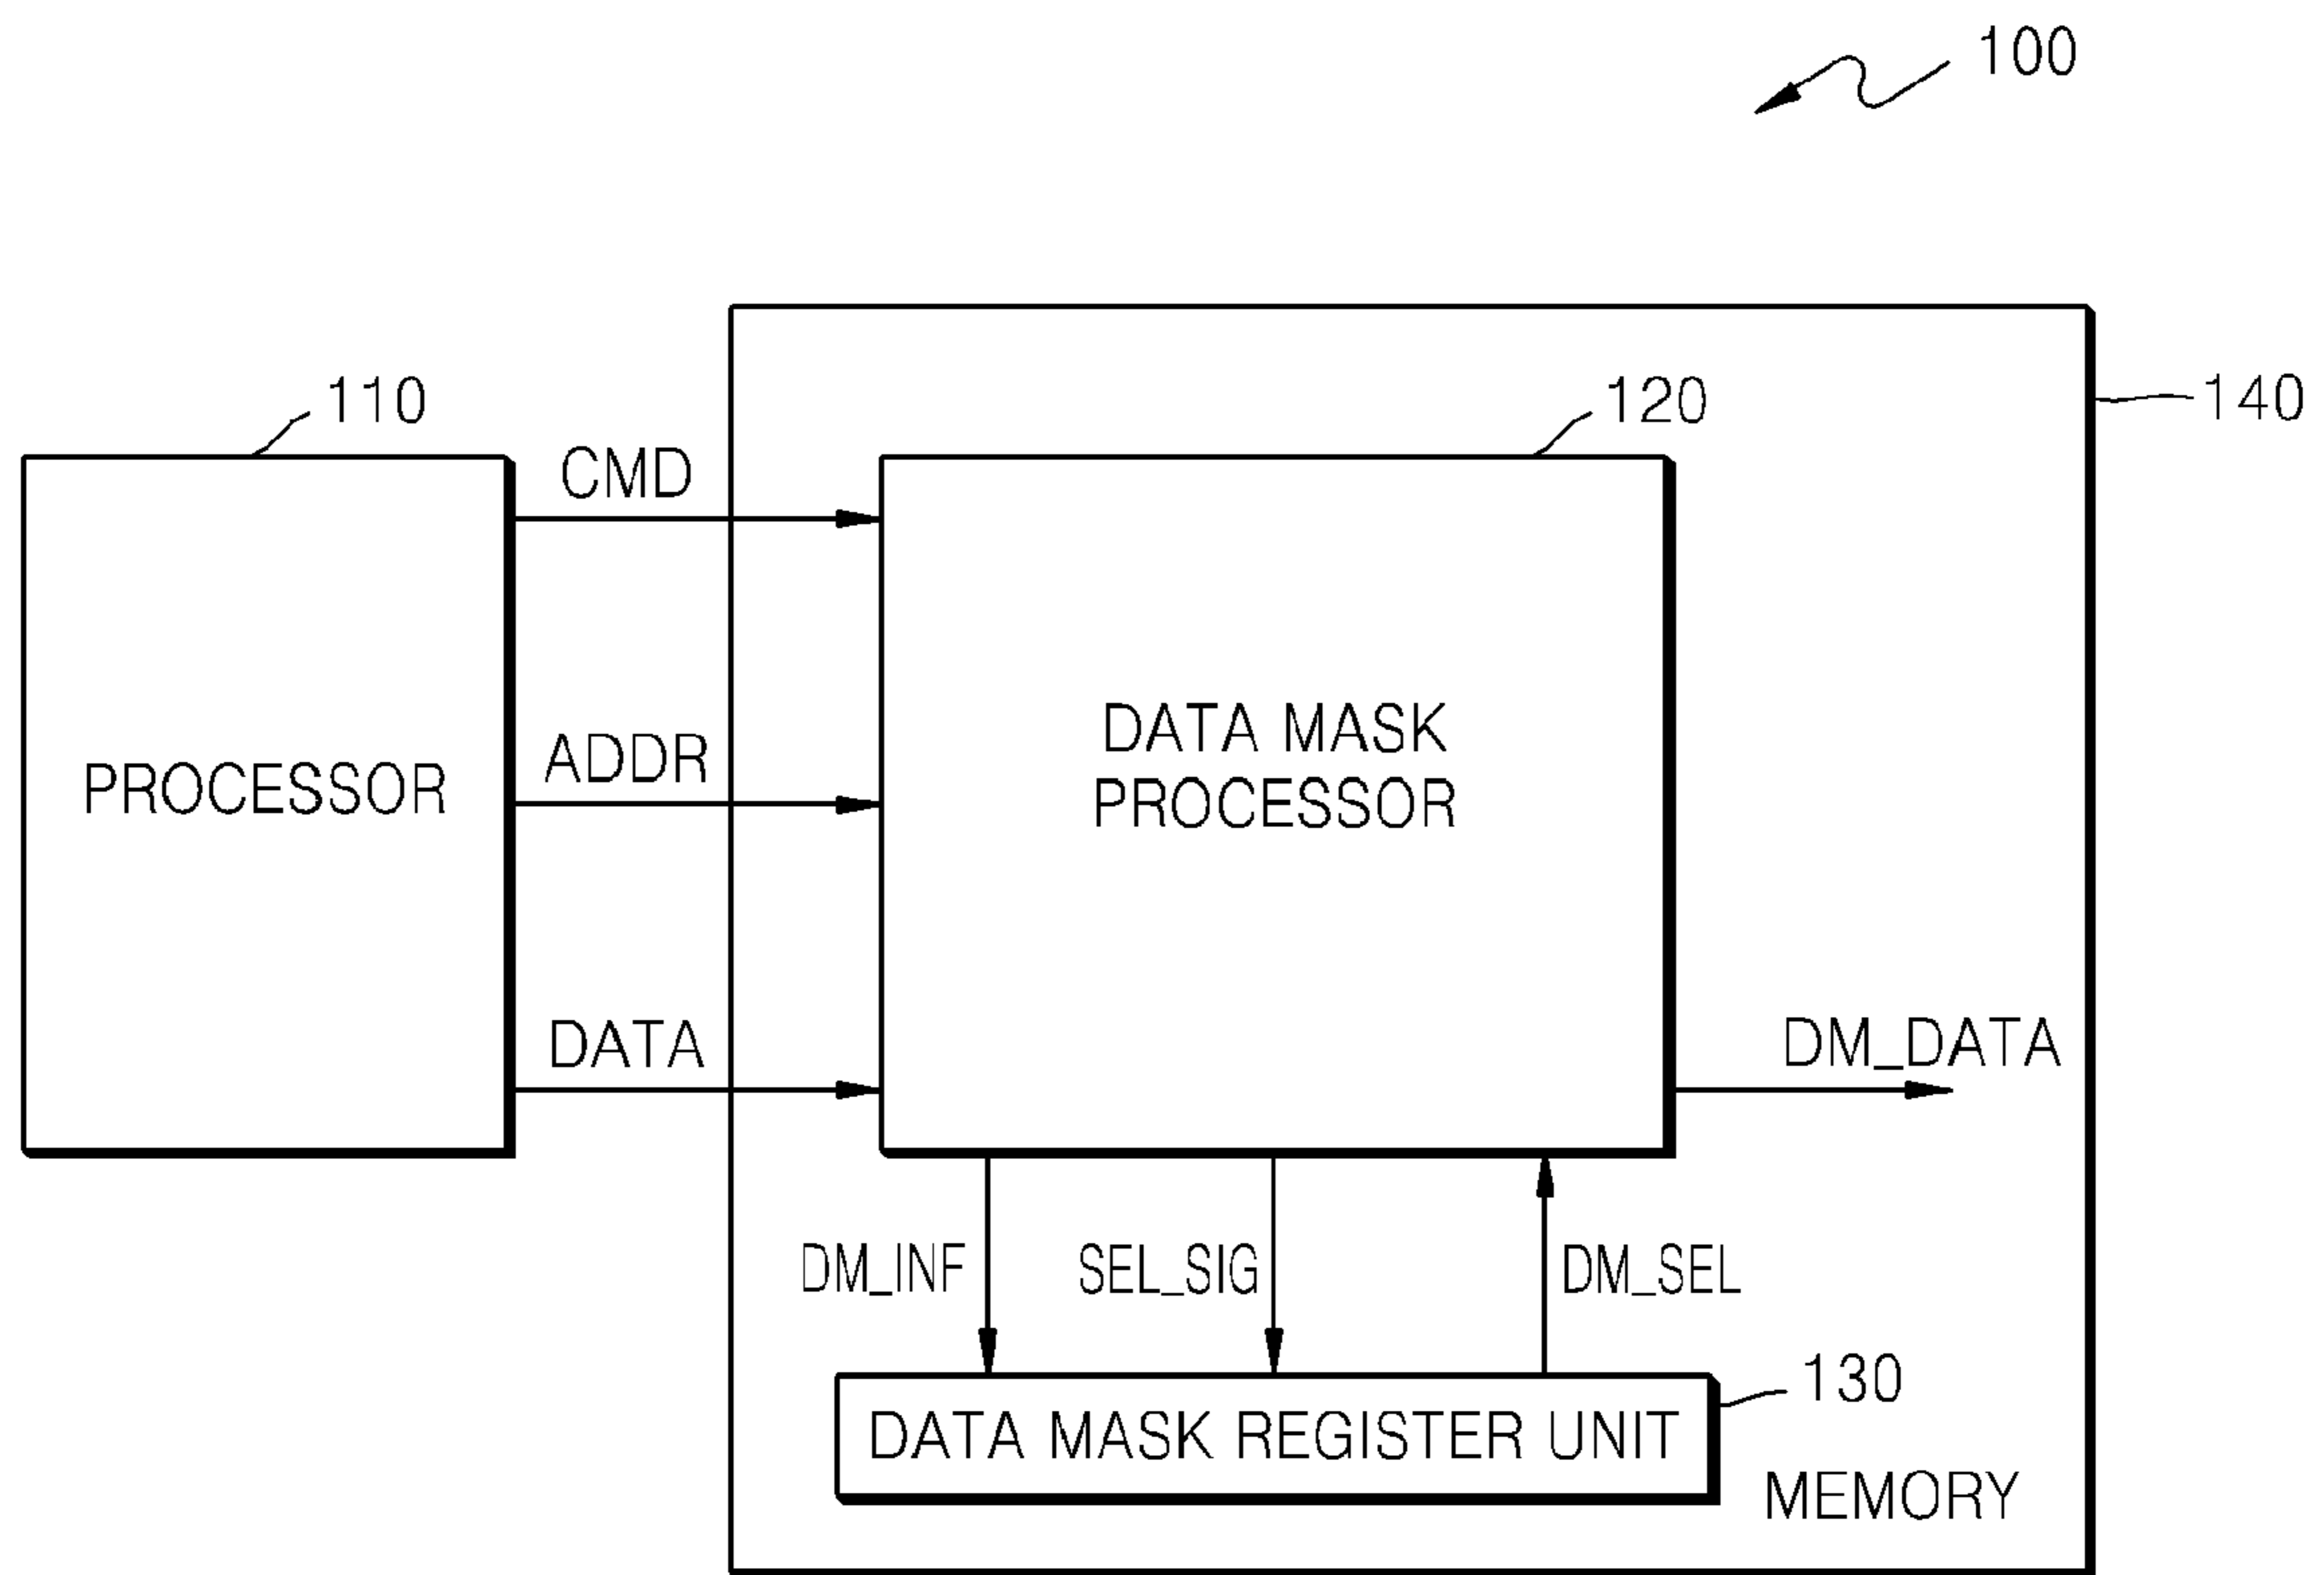 100
110
120
140
CMD
PROCESSOR
ADDR
DATA MASK
PROCESSOR
DATA
DM_DATA
DM_INF
SEL_SIG
DM_SEL
130
DATA MASK REGISTER UNIT
MEMORY